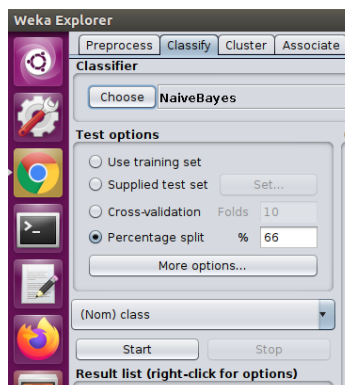 Weka Explorer
Preprocess Classify Cluster Associate
Classifier
Choose NaiveBayes
Test options
Use training set
Supplied test set Set...
Cross-validation Folds 10
Percentage split % 66
More options...
(Nom) class
Start Stop
Result list (right-click for options)